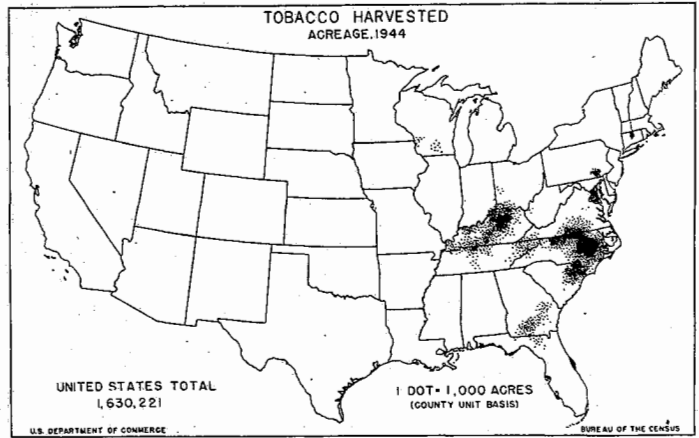 TOBACCO HARVESTED
ACREAGE, 1944
UNITED STATES TOTAL
1,630,221
1 DOT = 1,000 ACRES
(COUNTY UNIT BASIS)
U.S. DEPARTMENT OF COMMERCE
BUREAU OF THE CENSUS